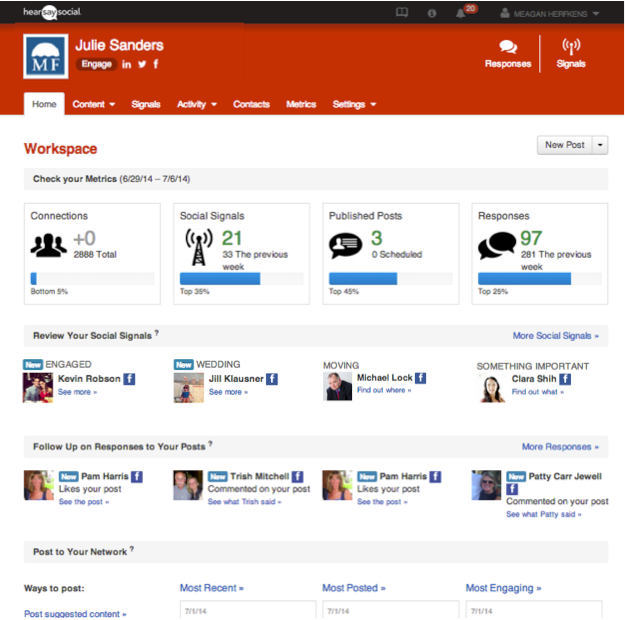 hearsaysocial
20
MEAGAN HERFKENS
MF
Julie Sanders
Engage
Responses
Signals
Home Content Signals Activity Contacts Metrics Settings
Workspace
New Post
Check your Metrics (6/29/14 – 7/6/14)
Connections
+0
2888 Total
Bottom 5%
Social Signals
21
33 The previous
week
Top 35%
Published Posts
3
0 Scheduled
Top 45%
Responses
97
281 The previous
week
Top 25%
Review Your Social Signals ?
More Social Signals »
New ENGAGED
Kevin Robson
See more »
New WEDDING
Jill Klausner
See more »
MOVING
Michael Lock
Find out where »
SOMETHING IMPORTANT
Clara Shih
Find out what »
Follow Up on Responses to Your Posts ?
More Responses »
New Pam Harris
Likes your post
See the post »
New Trish Mitchell
Commented on your post
See what Trish said »
New Pam Harris
Likes your post
See the post »
New Patty Carr Jewell
Commented on your post
See what Patty said »
Post to Your Network ?
Ways to post:
Post suggested content »
Most Recent »
7/1/14
Most Posted »
7/1/14
Most Engaging »
7/1/14